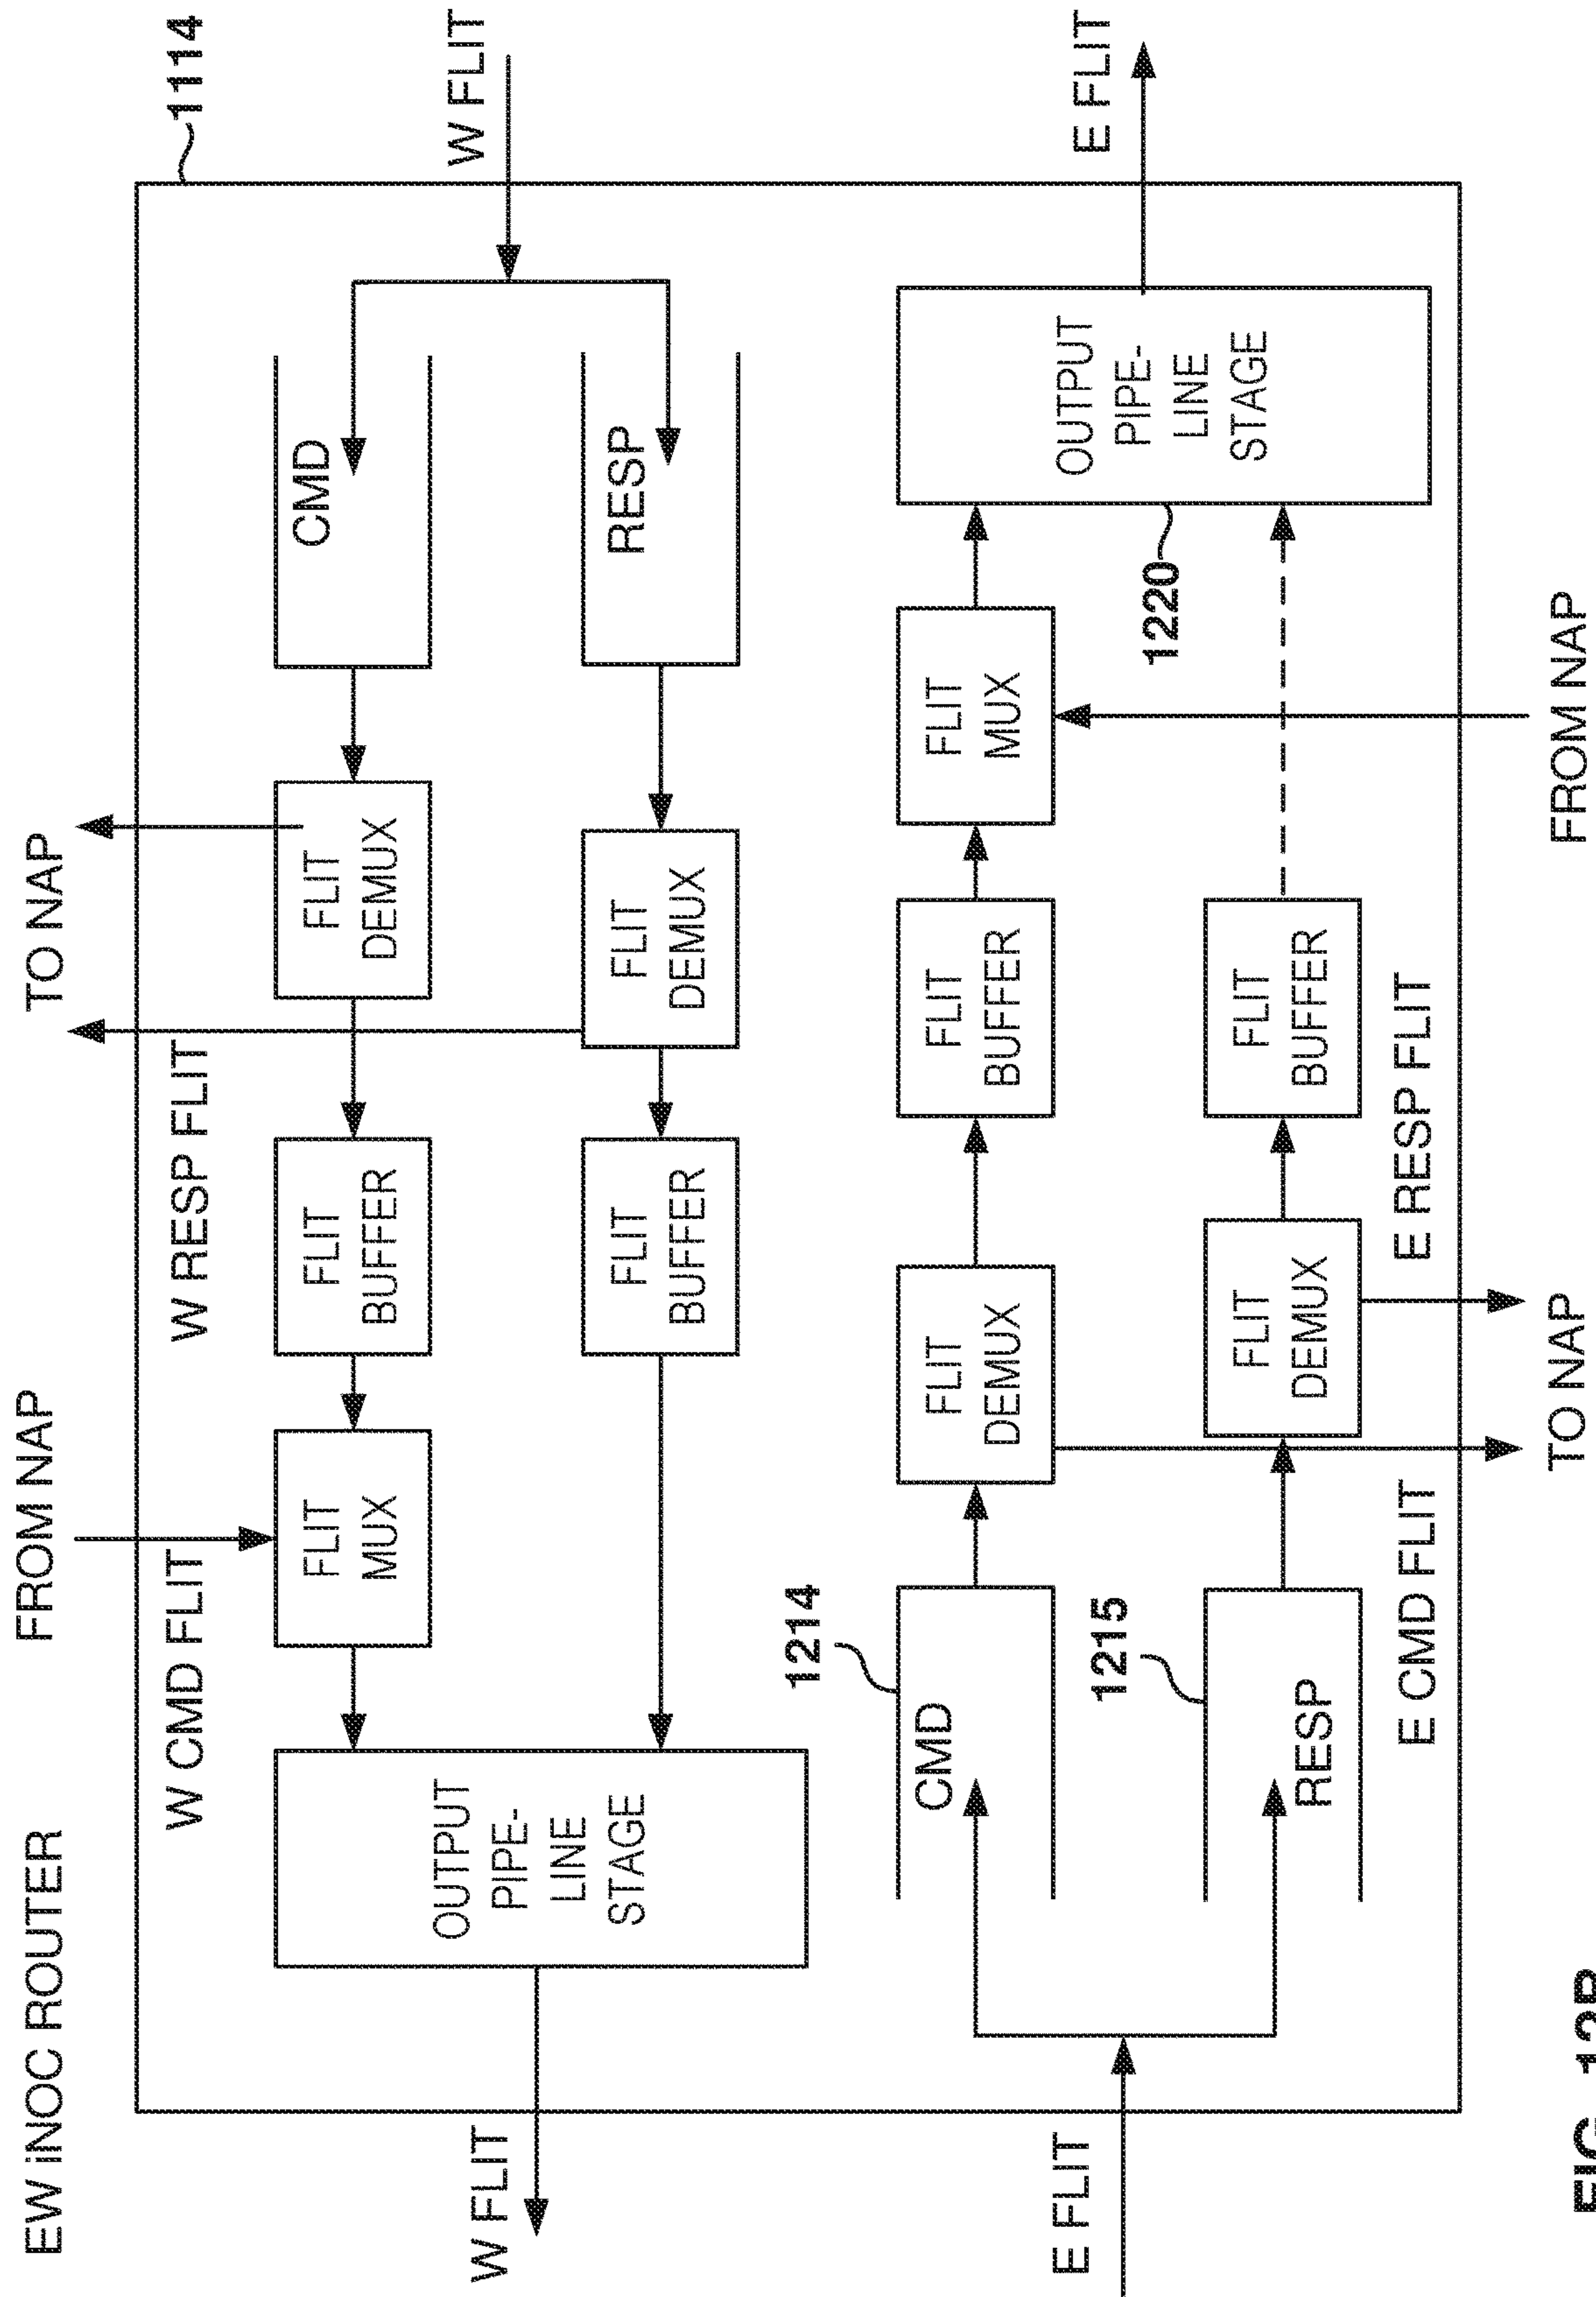 EW iNOC ROUTER
FROM NAP
TO NAP
1114
W CMD FLIT
W RESP FLIT
W FLIT
W FLIT
OUTPUT
PIPE-
LINE
STAGE
FLIT
MUX
FLIT
BUFFER
FLIT
DEMUX
CMD
FLIT
BUFFER
FLIT
DEMUX
RESP
1214
CMD
FLIT
DEMUX
FLIT
BUFFER
FLIT
MUX
OUTPUT
PIPE-
LINE
STAGE
E FLIT
E FLIT
1215
1220
RESP
FLIT
DEMUX
FLIT
BUFFER
E CMD FLIT
E RESP FLIT
TO NAP
FROM NAP
FIG. 12B